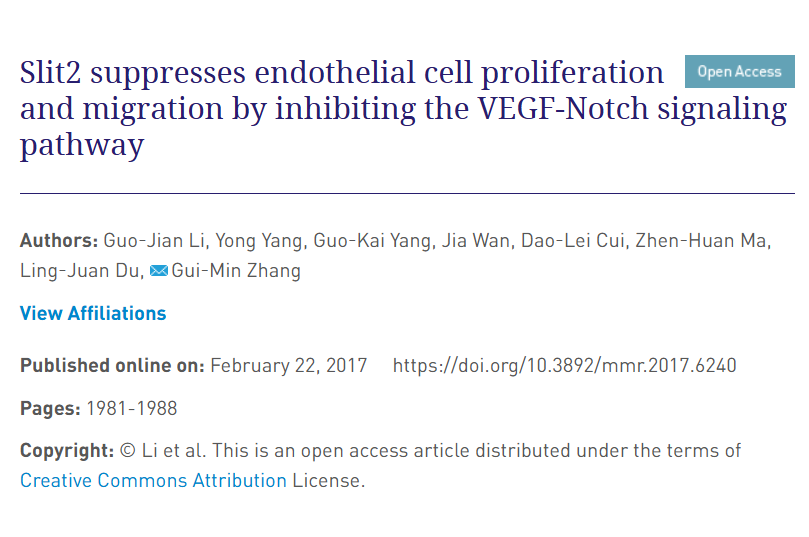 Slit2 suppresses endothelial cell proliferation
Open Access
and migration by inhibiting the VEGF-Notch signaling
pathway
Authors: Guo-Jian Li, Yong Yang, Guo-Kai Yang, Jia Wan, Dao-Lei Cui, Zhen-Huan Ma,
Ling-Juan Du, Gui-Min Zhang
View Affiliations
Published online on: February 22, 2017 https://doi.org/10.3892/mmr.2017.6240
Pages: 1981-1988
Copyright: © Li et al. This is an open access article distributed under the terms of
Creative Commons Attribution License.